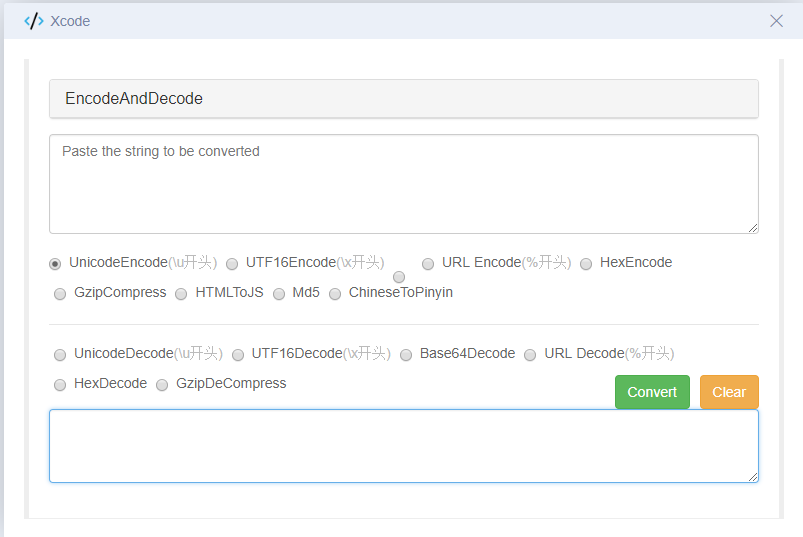 Xcode
EncodeAndDecode
Paste the string to be converted
UnicodeEncode(\u开头) UTF16Encode(\x开头) URL Encode(%开头) HexEncode
GzipCompress HTMLToJS Md5 ChineseToPinyin
UnicodeDecode(\u开头) UTF16Decode(\x开头) Base64Decode URL Decode(%开头)
HexDecode GzipDeCompress
Convert Clear